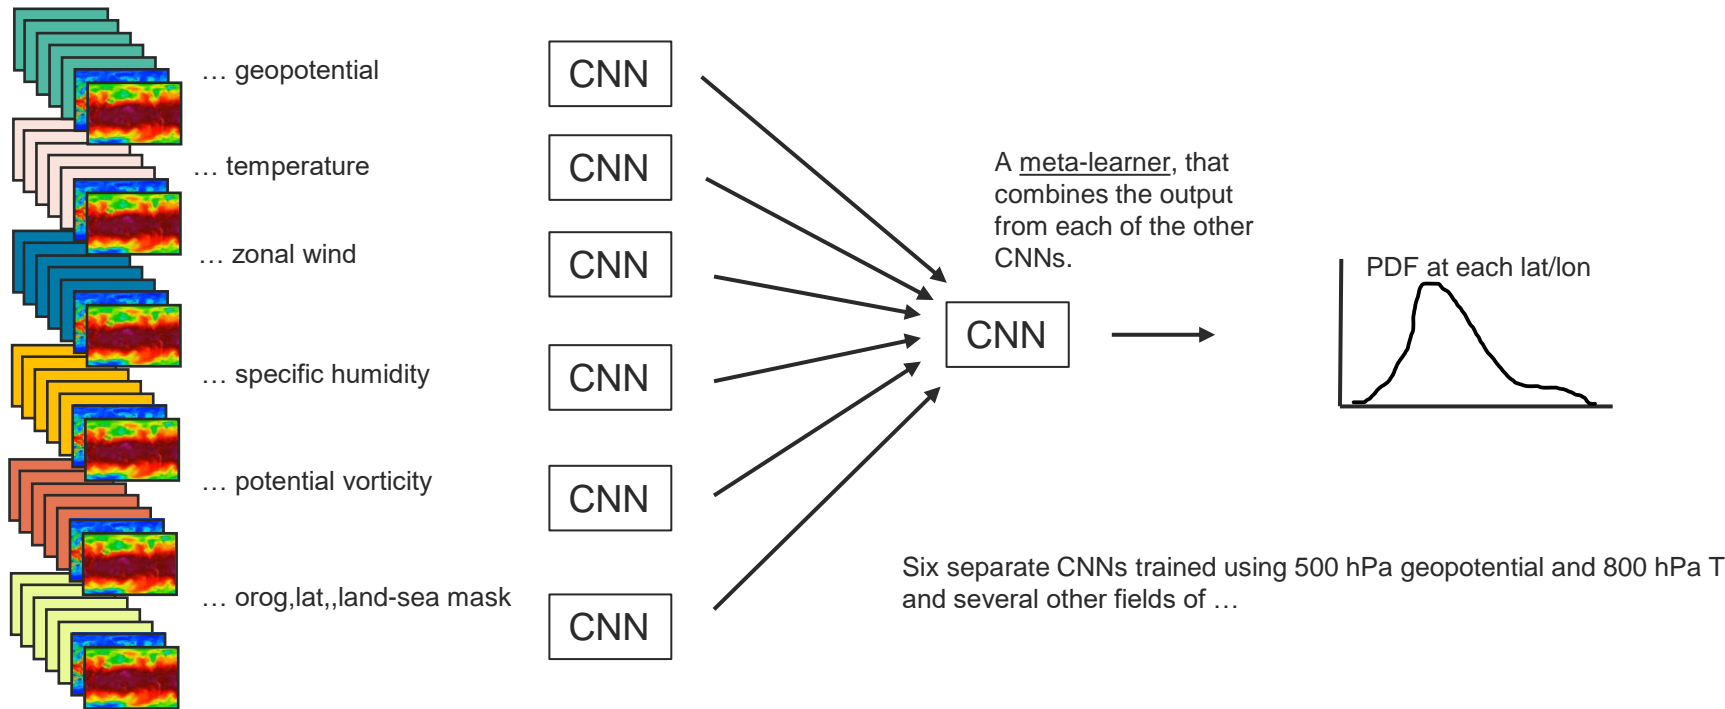 … geopotential
CNN
… temperature
CNN
… zonal wind
CNN
… specific humidity
CNN
… potential vorticity
CNN
… orog,lat,,land-sea mask
CNN
A meta-learner, that
combines the output
from each of the other
CNNs.
CNN
PDF at each lat/lon
Six separate CNNs trained using 500 hPa geopotential and 800 hPa T
and several other fields of …